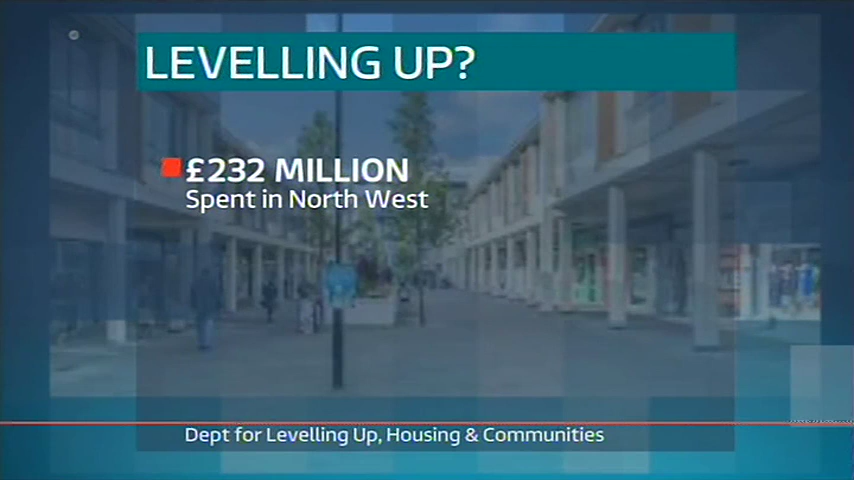 LEVELLING UP?
£232 MILLION
Spent in North West
Dept for Levelling Up, Housing & Communities